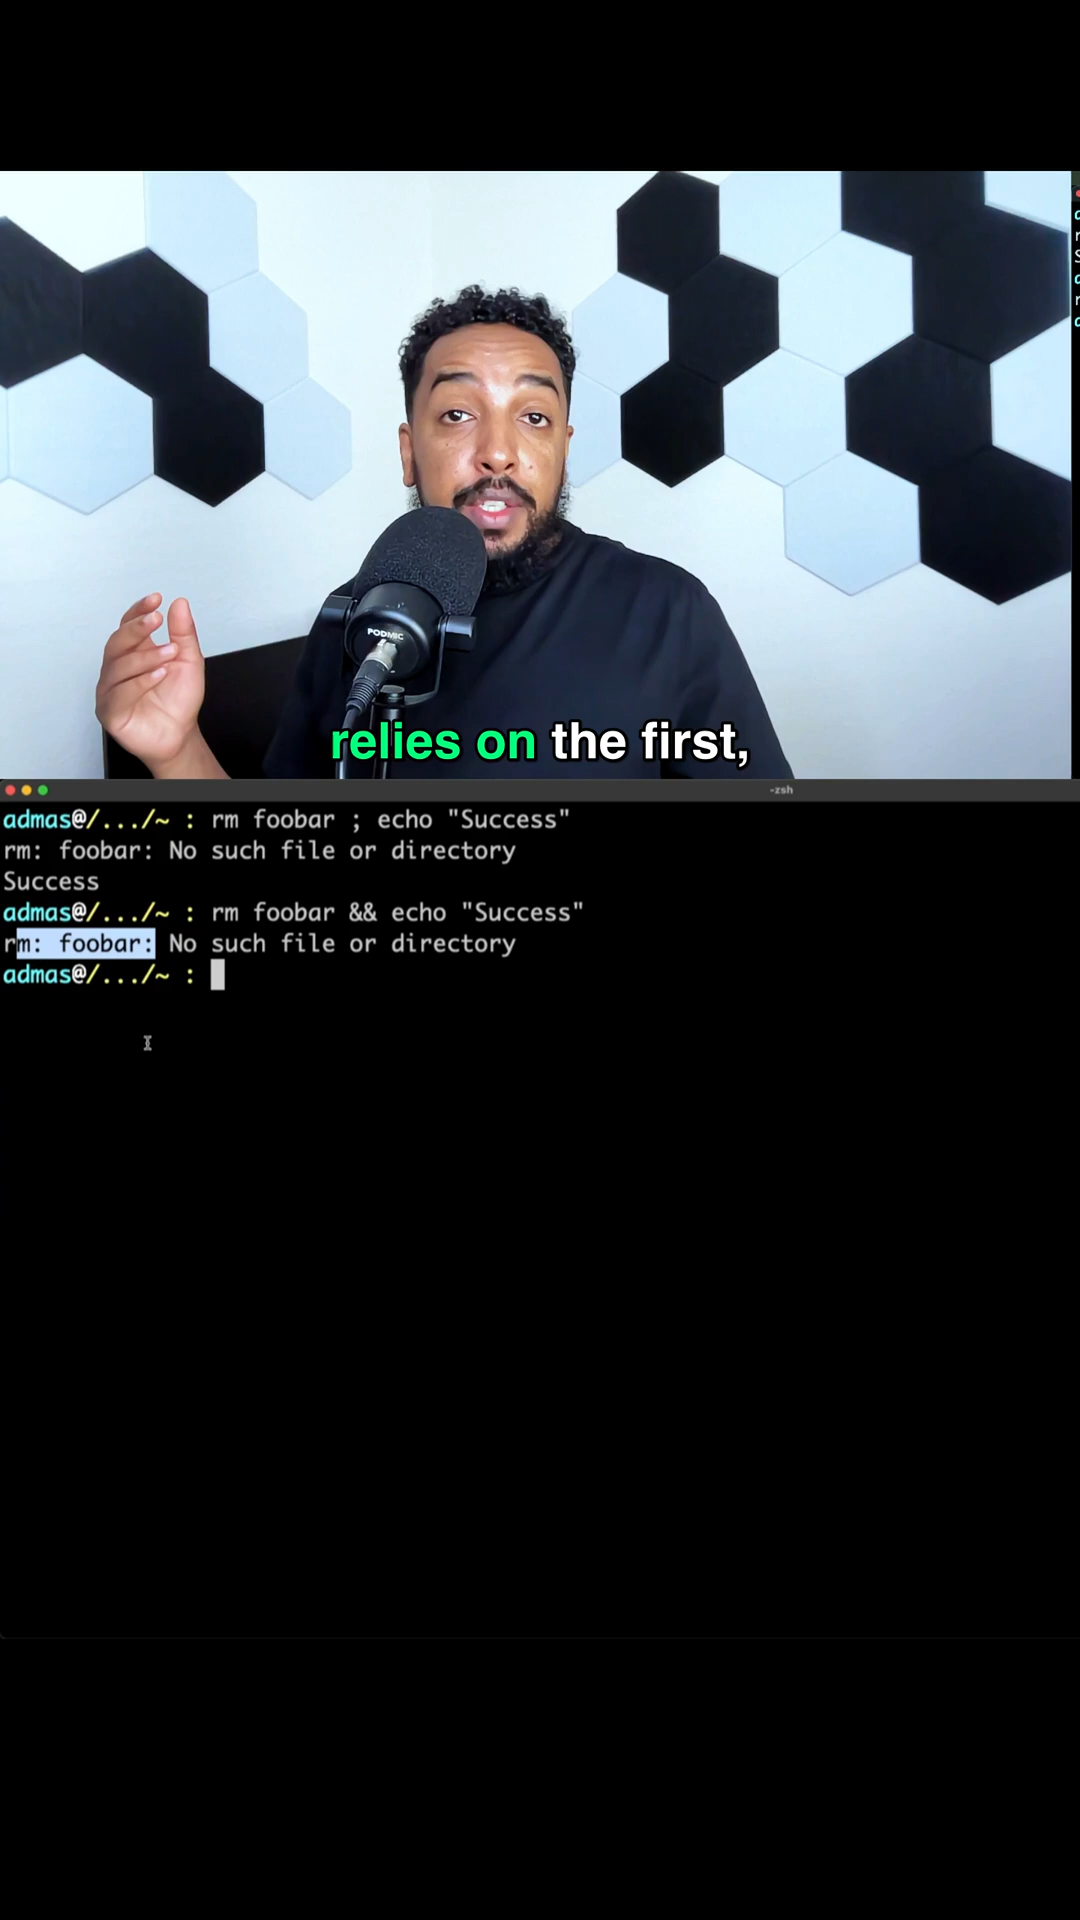 PODMIC
relies on the first,
-zsh
admas@/.../~ : rm foobar ; echo "Success"
rm: foobar: No such file or directory
Success
admas@/.../~ : rm foobar && echo "Success"
rm: foobar: No such file or directory
admas@/.../~ :